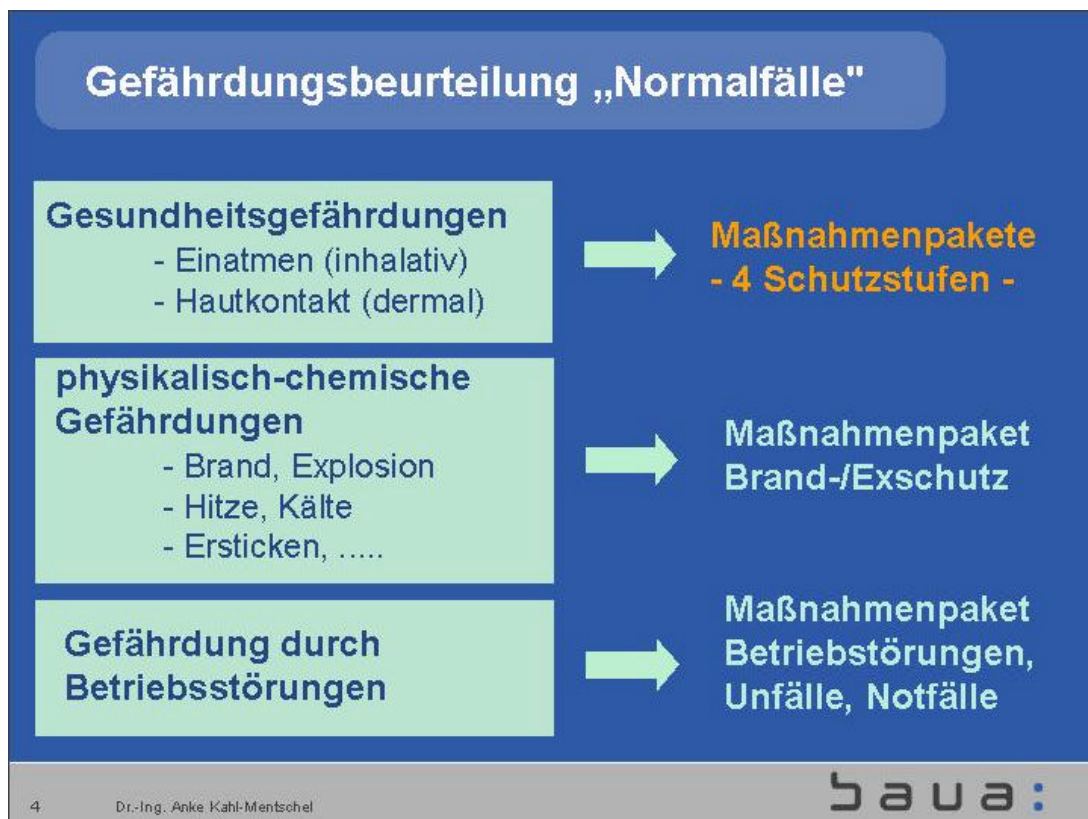 Gefährdungsbeurteilung „Normalfälle"
Gesundheitsgefährdungen
- Einatmen (inhalativ)
- Hautkontakt (dermal)
Maßnahmenpakete
- 4 Schutzstufen -
physikalisch-chemische
Gefährdungen
- Brand, Explosion
- Hitze, Kälte
- Ersticken, .....
Maßnahmenpaket
Brand-/Exschutz
Gefährdung durch
Betriebsstörungen
Maßnahmenpaket
Betriebstörungen,
Unfälle, Notfälle
4 Dr.-Ing. Anke Kahl-Mentschel
baua: